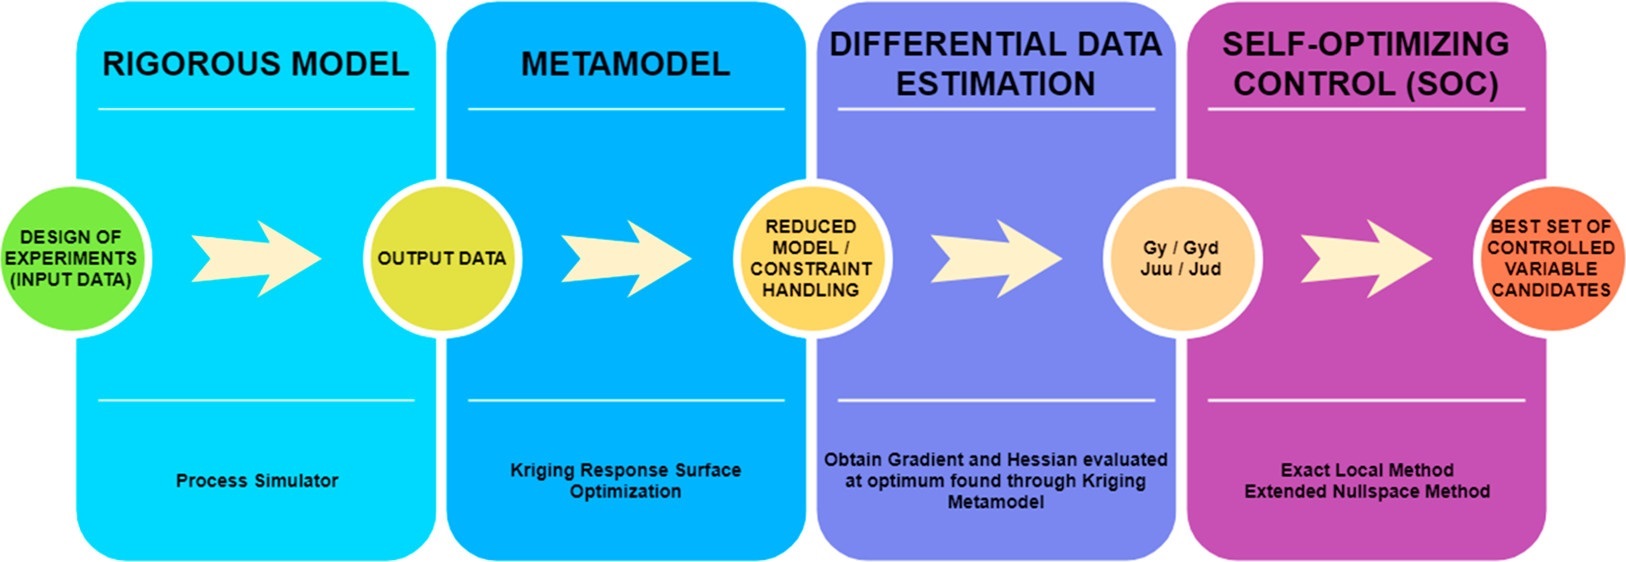 RIGOROUS MODEL
METAMODEL
DIFFERENTIAL DATA
ESTIMATION
SELF-OPTIMIZING
CONTROL (SOC)
DESIGN OF
EXPERIMENTS
(INPUT DATA)
OUTPUT DATA
REDUCED
MODEL /
CONSTRAINT
HANDLING
Gy / Gyd
Juu / Jud
BEST SET OF
CONTROLLED
VARIABLE
CANDIDATES
Process Simulator
Kriging Response Surface
Optimization
Obtain Gradient and Hessian evaluated
at optimum found through Kriging
Metamodel
Exact Local Method
Extended Nullspace Method